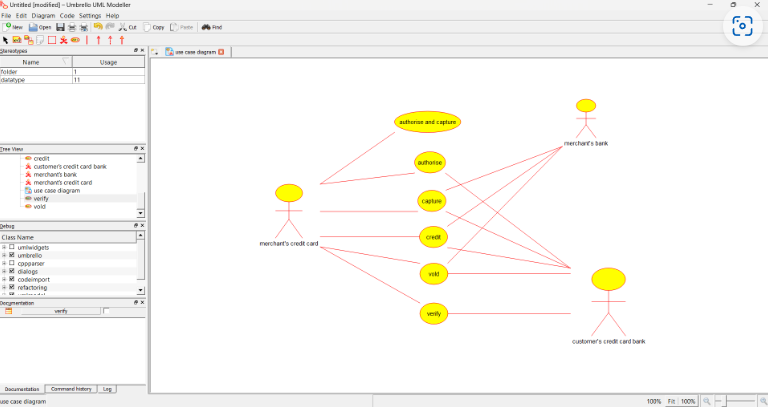 Untitled [modified] – Umbrello UML Modeller
File Edit Diagram Code Settings Help
New Open Save Cut Copy Paste Find
Stereotypes
Name Usage
folder 1
datatype 11
Tree View
credit
customer's credit card bank
merchant's bank
merchant's credit card
use case diagram
verify
void
Debug
Class Name
umlwidgets
umbrello
cppparser
dialogs
codeimport
refactoring
umlmodel
Documentation
verify
Documentation Command history Log
use case diagram
use case diagram
authorise and capture
authorise
capture
credit
void
verify
merchant's credit card
merchant's bank
customer's credit card bank
100% Fit 100%